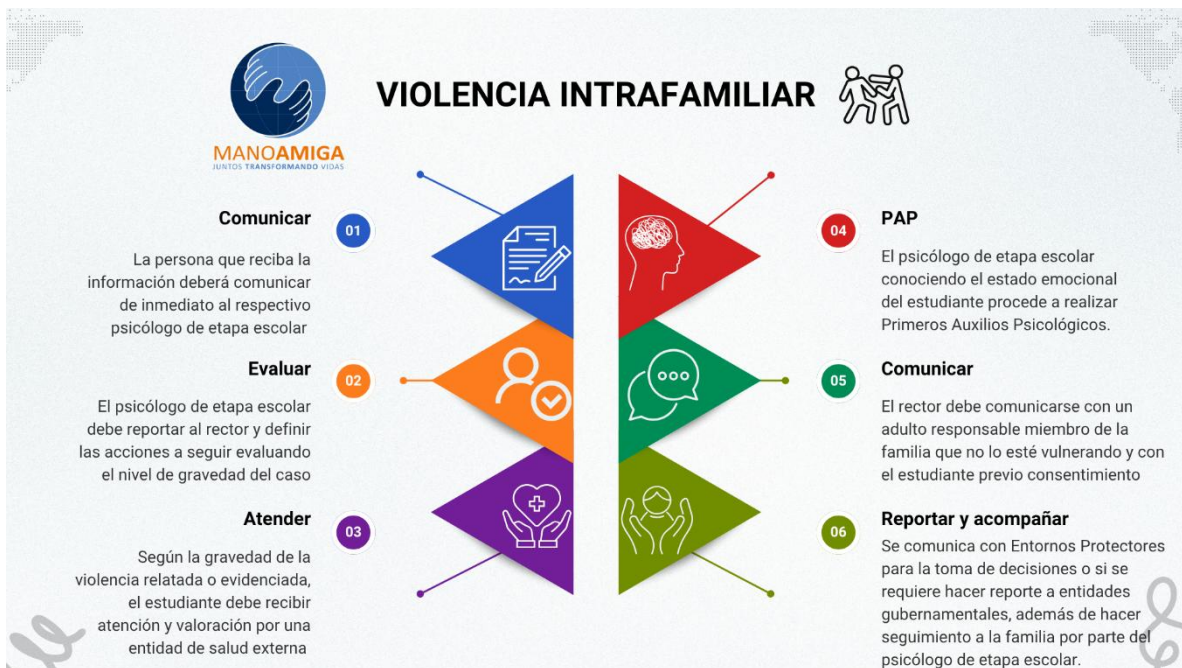 VIOLENCIA INTRAFAMILIAR
MANOAMIGA
JUNTOS TRANSFORMANDO VIDAS
Comunicar
01
La persona que reciba la
información deberá comunicar
de inmediato al respectivo
psicólogo de etapa escolar
Evaluar
02
El psicólogo de etapa escolar
debe reportar al rector y definir
las acciones a seguir evaluando
el nivel de gravedad del caso
Atender
03
Según la gravedad de la
violencia relatada o evidenciada,
el estudiante debe recibir
atención y valoración por una
entidad de salud externa
04
PAP
El psicólogo de etapa escolar
conociendo el estado emocional
del estudiante procede a realizar
Primeros Auxilios Psicológicos.
05
Comunicar
El rector debe comunicarse con un
adulto responsable miembro de la
familia que no lo esté vulnerando y con
el estudiante previo consentimiento
06
Reportar y acompañar
Se comunica con Entornos Protectores
para la toma de decisiones o si se
requiere hacer reporte a entidades
gubernamentales, además de hacer
seguimiento a la familia por parte del
psicólogo de etapa escolar.